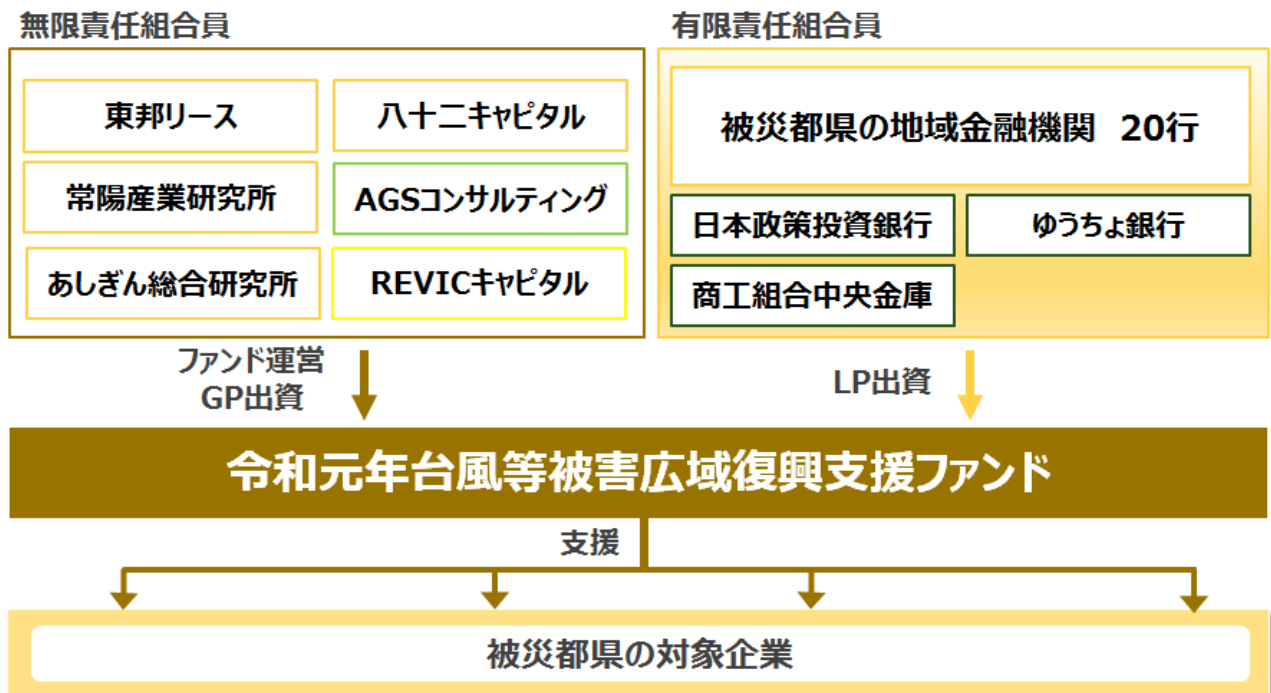 無限責任組合員
東邦リース
八十二キャピタル
常陽産業研究所
AGSコンサルティング
あしぎん総合研究所
REVICキャピタル
有限責任組合員
被災都県の地域金融機関 20行
日本政策投資銀行
ゆうちょ銀行
商工組合中央金庫
ファンド運営
GP出資
LP出資
令和元年台風等被害広域復興支援ファンド
支援
被災都県の対象企業